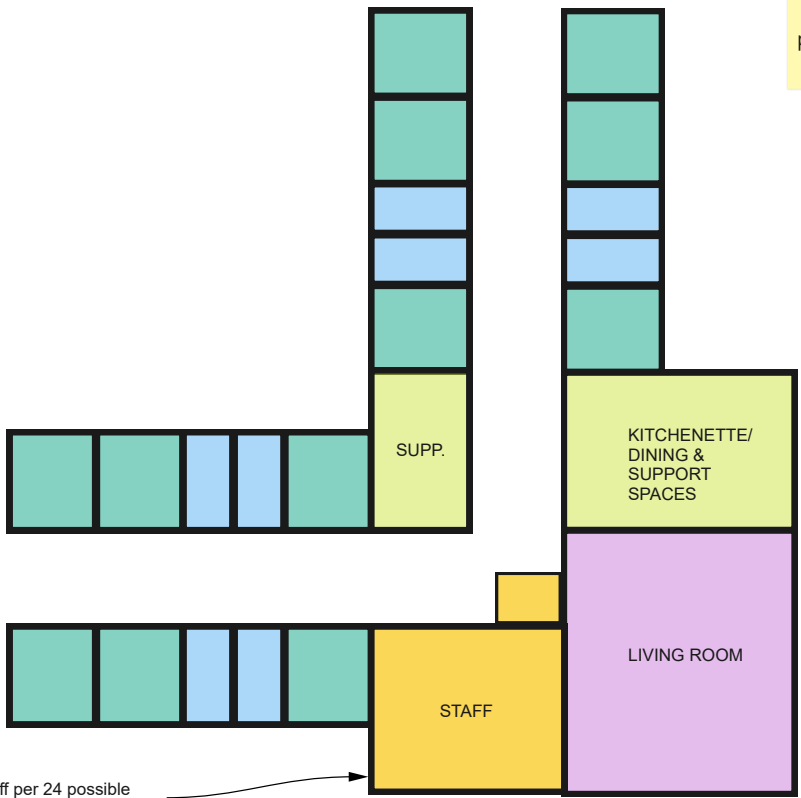 SUPP.
KITCHENETTE/
DINING &
SUPPORT
SPACES
LIVING ROOM
STAFF
per 24 possible